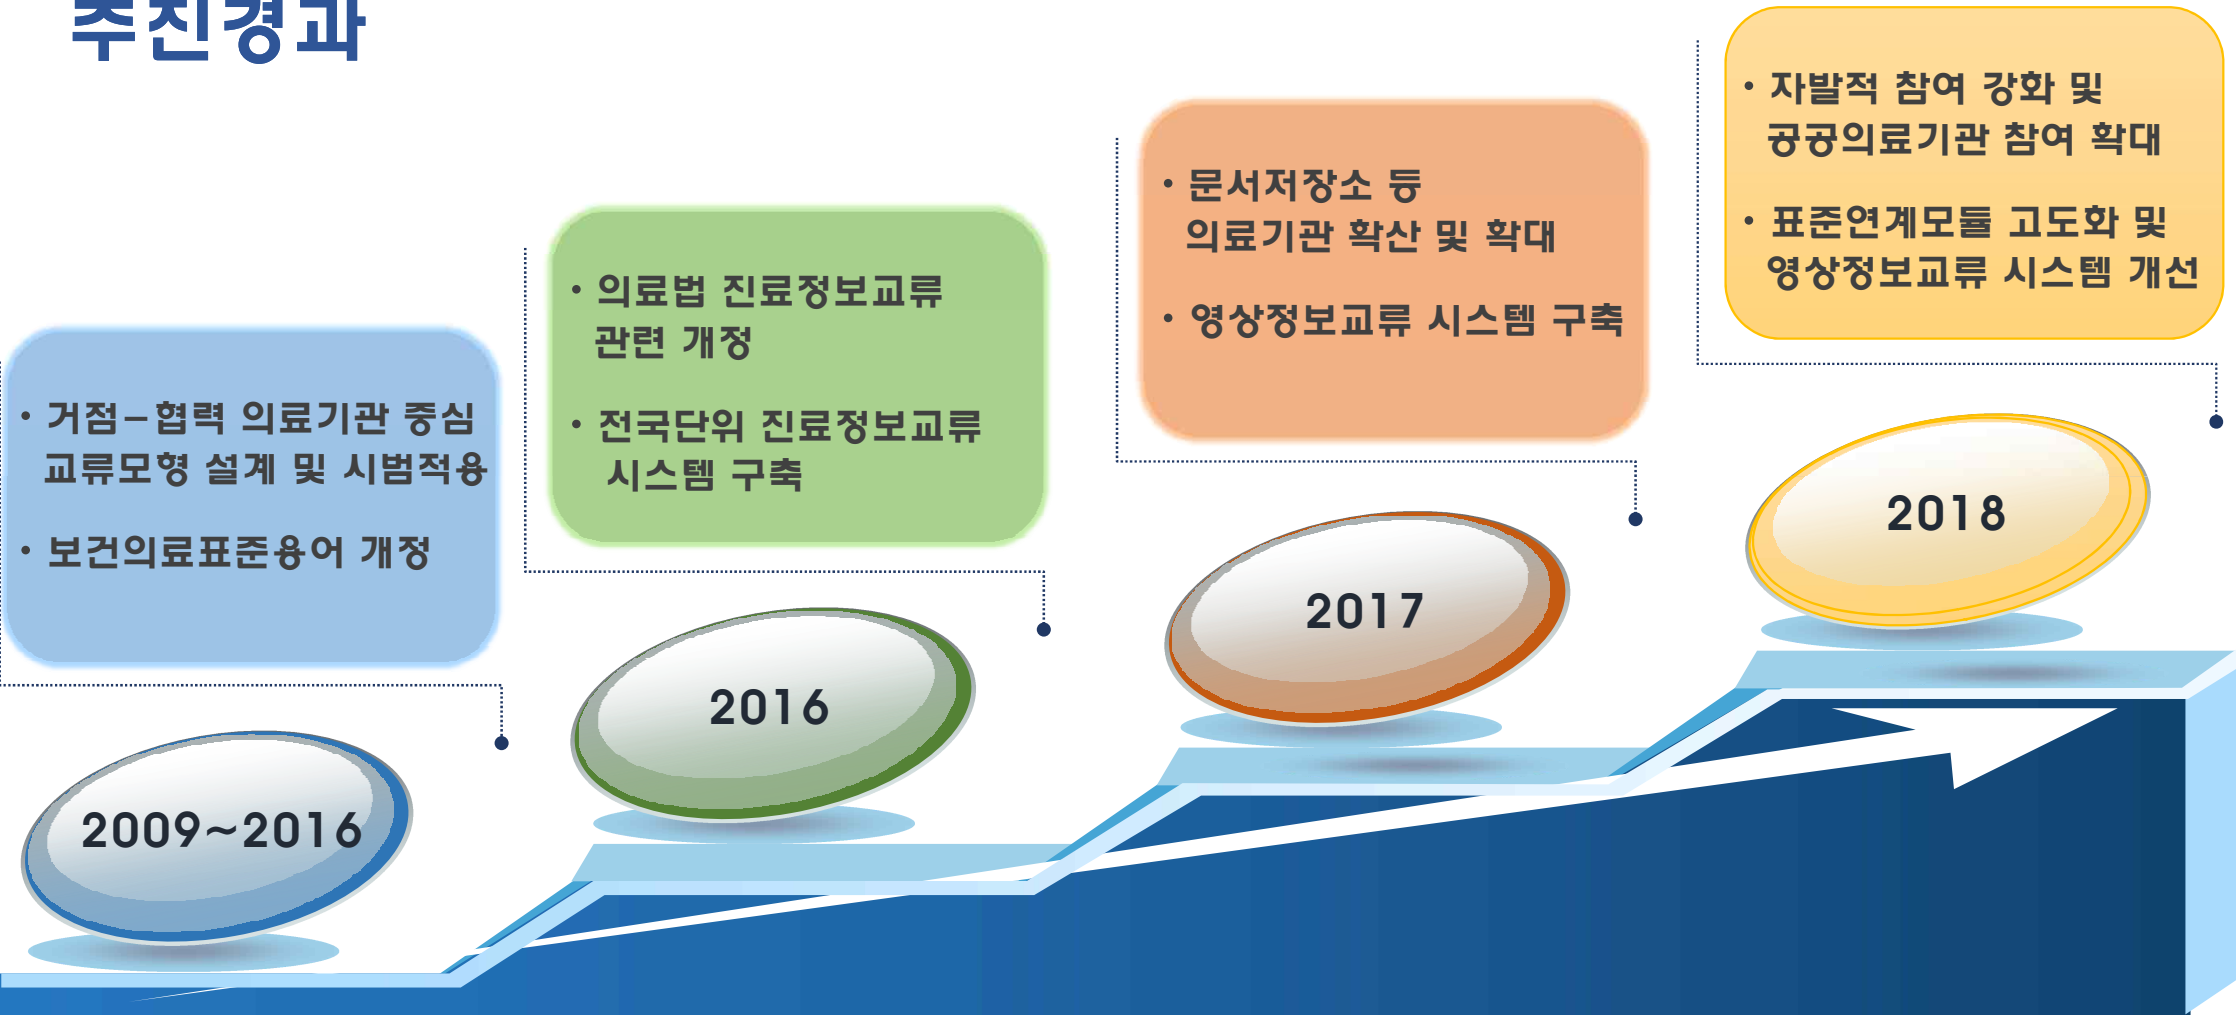 추진경과
• 거점-협력 의료기관 중심
교류모형 설계 및 시범적용
• 보건의료표준용어 개정
2009~2016
• 의료법 진료정보교류
관련 개정
• 전국단위 진료정보교류
시스템 구축
2016
• 문서저장소 등
의료기관 확산 및 확대
• 영상정보교류 시스템 구축
2017
• 자발적 참여 강화 및
공공의료기관 참여 확대
• 표준연계모듈 고도화 및
영상정보교류 시스템 개선
2018